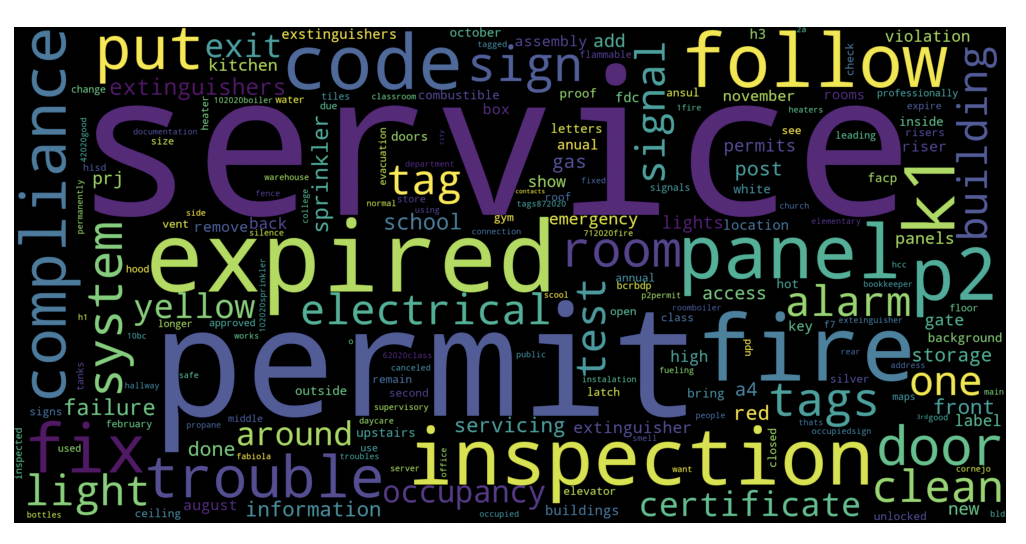 exstinguishers
october
assembly
add
h3
2a
violation
put
exit
code
sign
tagged
flammable
follow
check
kitchen
compliance
change
extinguishers
102020boiler
water
classroom
combustible
proof
fdc
signal
ansul
november
rooms
professionally
expire
building
heater
due
tiles
box
1fire
heaters
inside
risers
42020good
documentation
size
service
sprinkler
evacuation
doors
letters
anual
gas
permits
see
leading
riser
city
hisd
department
warehouse
prj
tag
show
post
facp
k1
permanently
fence
normal
contacts
fixed
signals
white
store
roof
using
tags872020
church
elementary
college
side
vent
remove
back
silence
school
gym
emergency
lights
location
connection
712020fire
panels
expired
room
panel
p2
system
hood
scool
annual
bcrbdp
p2permit
hot
hcc
bookkeeper
h1
yellow
electrical
access
alarm
floor
longer
approved
102020sprinkler
test
open
class
key
f7
exteinguisher
gate
10bc
works
o
background
permit
fire
62020class
public
pdn
rear
address
tanks
hallway
safe
canceled
instalation
high
fueling
storage
outside
remain
second
latch
bring
a4
silver
maps
one
main
signs
failure
supervisory
red
tags
front
february
propane
middle
daycare
servicing
extinguisher
people
thats
3rdgood
label
fix
done
around
upstairs
occupiedsign
inspected
used
fabiola
use
troubles
office
smell
closed
door
inspection
light
trouble
server
want
cornejo
occupancy
elevator
clean
bottles
august
information
certificate
new
ceiling
occupied
buildings
unlocked
bld